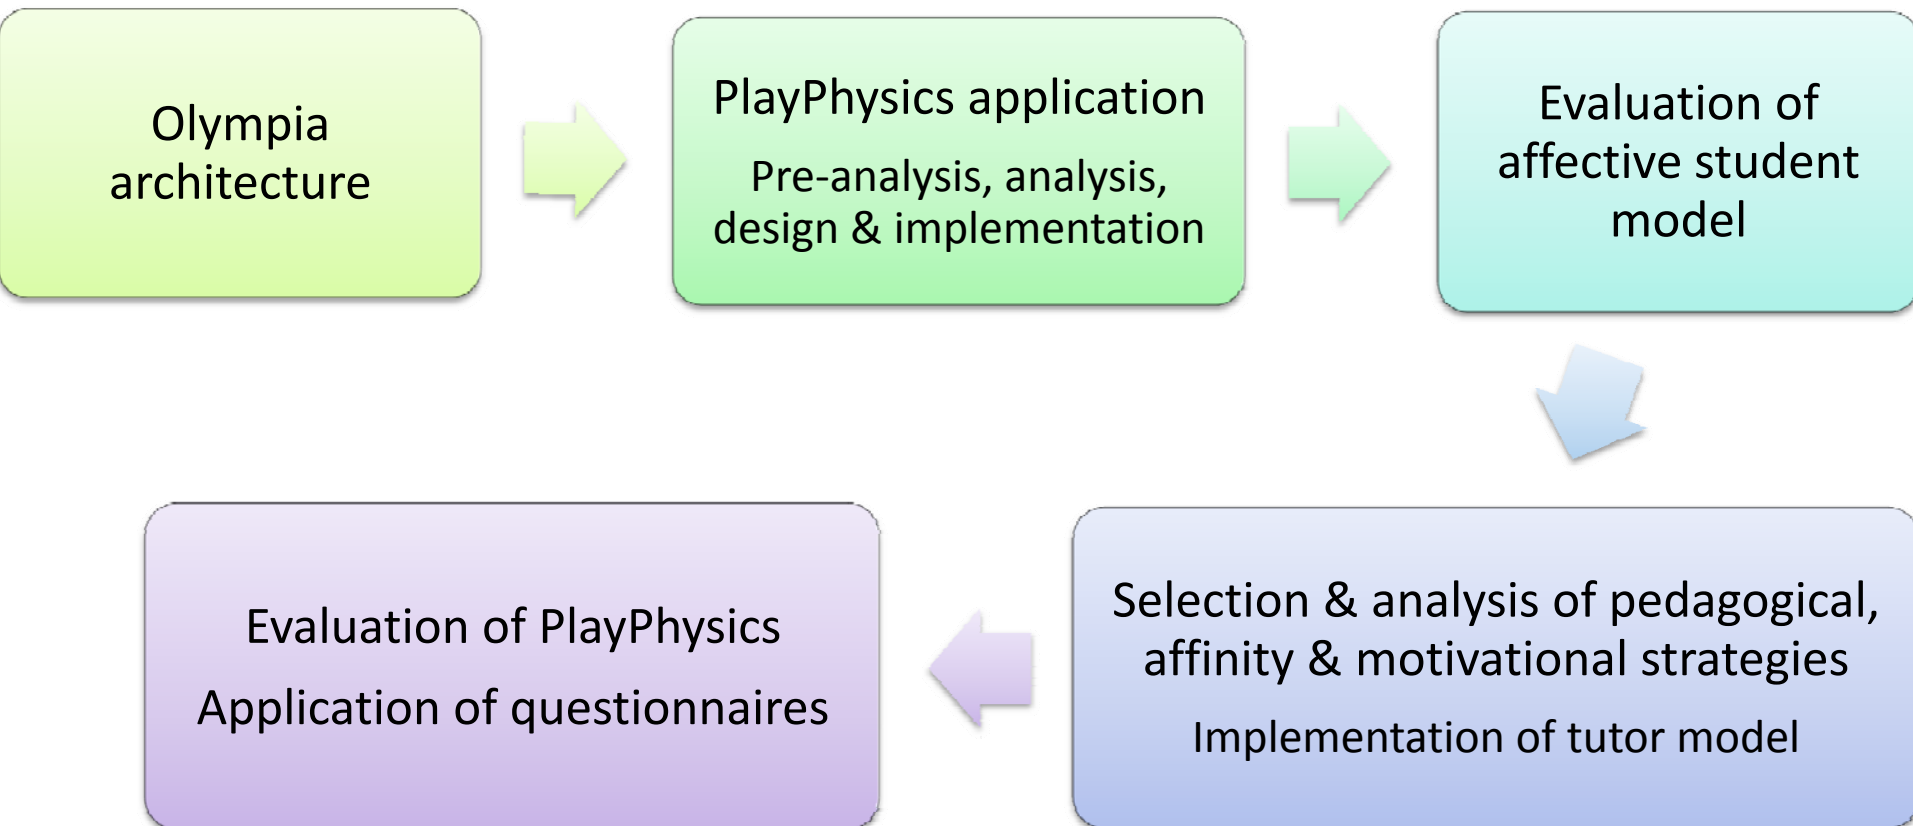 Olympia
architecture
PlayPhysics application
Pre-analysis, analysis,
design & implementation
Evaluation of
affective student
model
Selection & analysis of pedagogical,
affinity & motivational strategies
Implementation of tutor model
Evaluation of PlayPhysics
Application of questionnaires